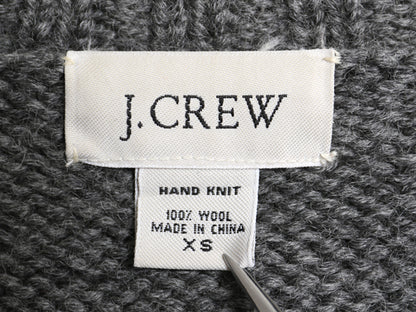 J.CREW
HAND KNIT
100% WOOL
MADE IN CHINA
XS